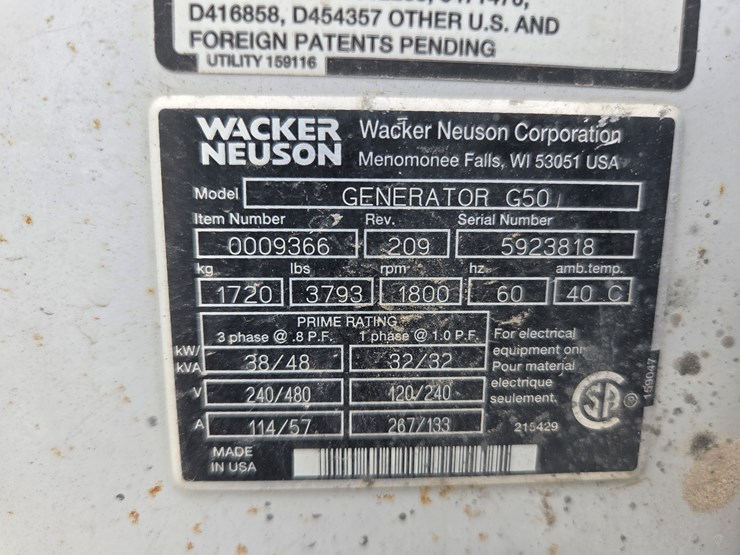 D416858, D454357 OTHER U.S. AND
FOREIGN PATENTS PENDING
UTILITY 159116
WACKER NEUSON
Wacker Neuson Corporation
Menomonee Falls, WI 53051 USA
Model GENERATOR G50
Item Number Rev. Serial Number
0009366 209 5923818
kg lbs rpm hz amb.temp.
1720 3793 1800 60 40 C
PRIME RATING
3 phase @ .8 P.F. 1 phase @ 1.0 P.F.
kW/kVA 38/48 32/32
V 240/480 120/240
A 114/57 267/133
For electrical
equipment only
Pour material
electrique
seulement.
SA
®
215429
159047
MADE
IN USA